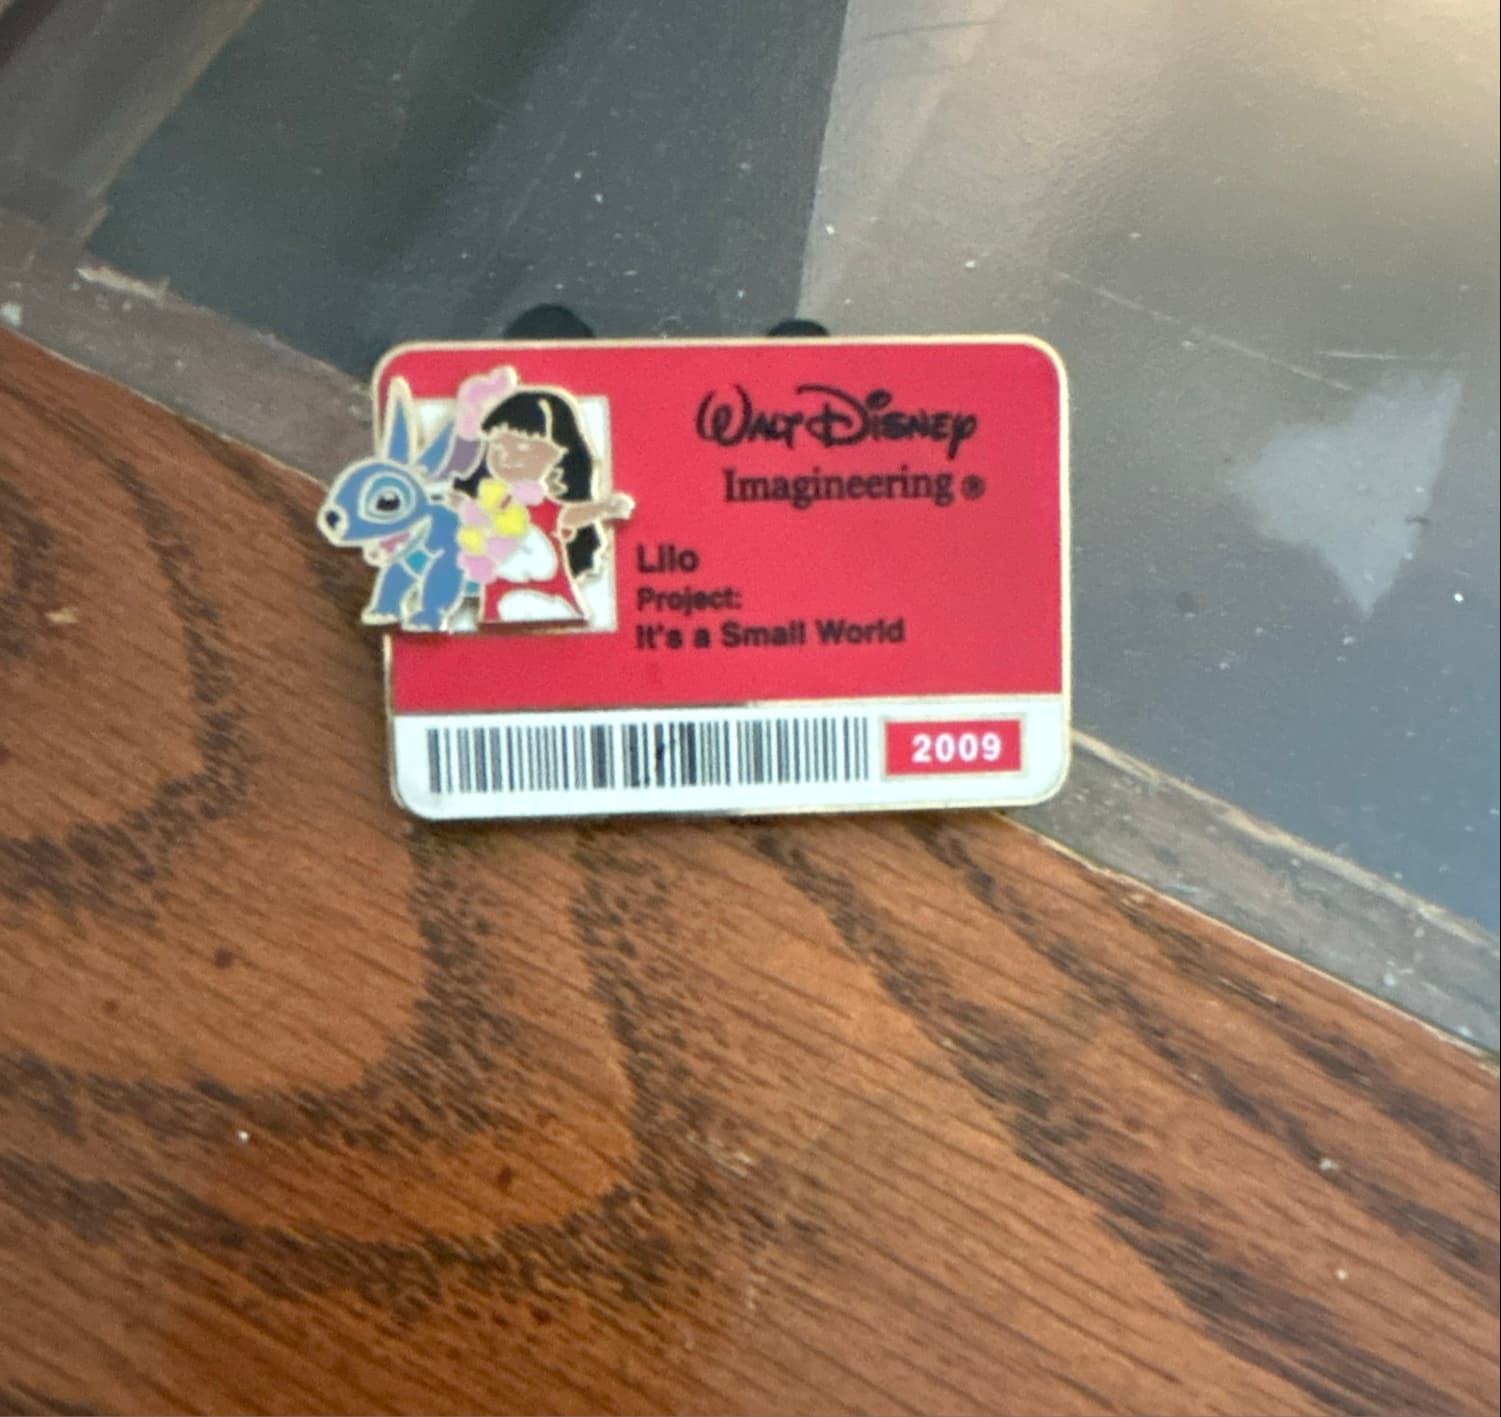 Walt Disney
Imagineering ®
Lilo
Project:
It's a Small World
2009